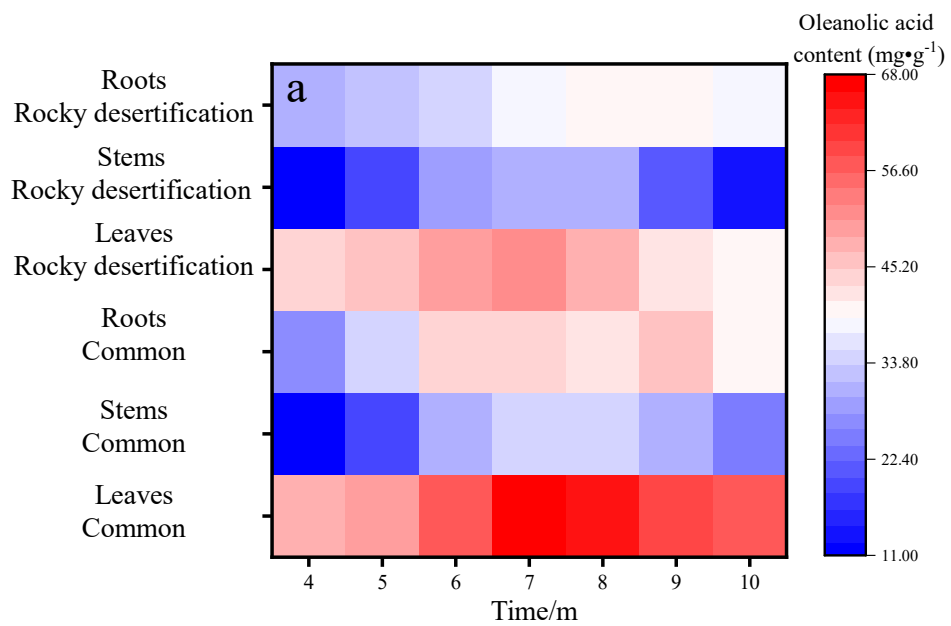 Oleanolic acid
content (mg•g⁻¹)
a
Roots
Rocky desertification
Stems
Rocky desertification
Leaves
Rocky desertification
Roots
Common
Stems
Common
Leaves
Common
68.00
56.60
45.20
33.80
22.40
11.00
4 5 6 7 8 9 10
Time/m